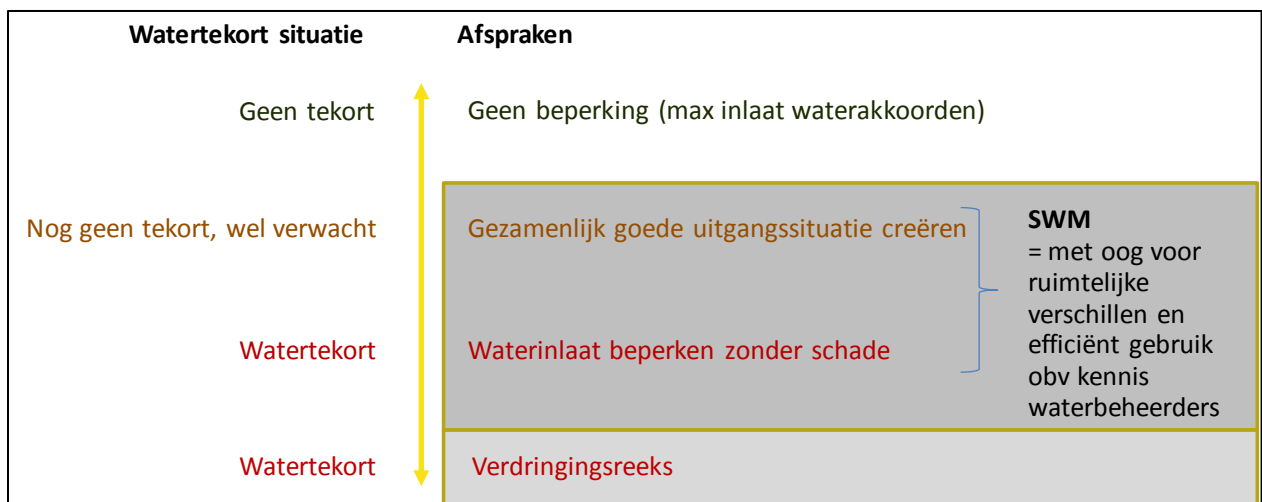 Watertekort situatie Afspraken
Geen tekort Geen beperking (max inlaat waterakkoorden)
Nog geen tekort, wel verwacht Gezamenlijk goede uitgangssituatie creëren
Watertekort Waterinlaat beperken zonder schade
SWM
= met oog voor
ruimtelijke
verschillen en
efficiënt gebruik
obv kennis
waterbeheerders
Watertekort Verdringingsreeks